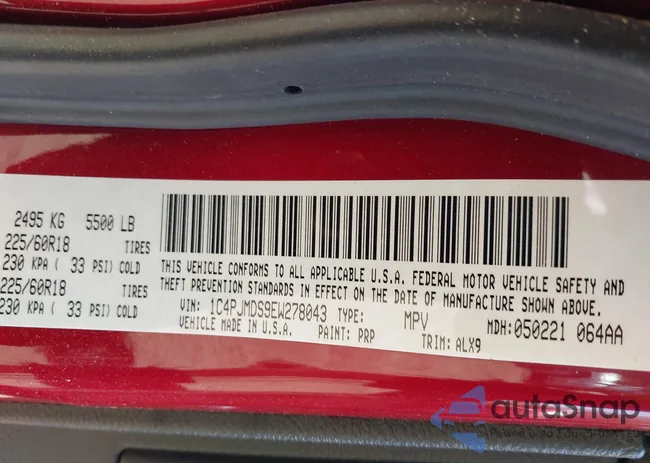 2495 KG 5500 LB
225/60R18 TIRES
230 KPA ( 33 PSI) COLD
225/60R18 TIRES
230 KPA ( 33 PSI) COLD
THIS VEHICLE CONFORMS TO ALL APPLICABLE U.S.A. FEDERAL MOTOR VEHICLE SAFETY AND
THEFT PREVENTION STANDARDS IN EFFECT ON THE DATE OF MANUFACTURE SHOWN ABOVE.
VIN: 1C4PJMDS9EW278043 TYPE: MPV MDH:050221 064AA
VEHICLE MADE IN U.S.A. PAINT: PRP TRIM: ALX9
autoSnap